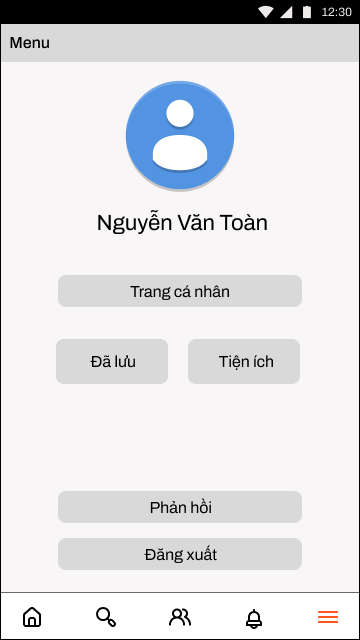 12:30
Menu
Nguyễn Văn Toàn
Trang cá nhân
Đã lưu
Tiện ích
Phản hồi
Đăng xuất